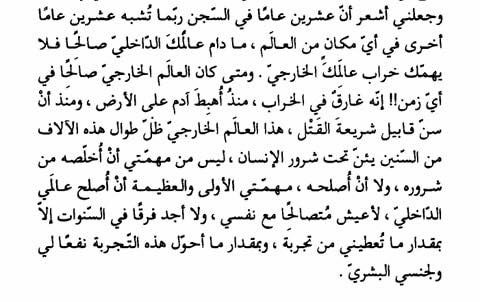 وجعلني أشعر أنّ عشرين عامًا في السّجن ربّما تُشبه عشرين عامًا
أخرى في أيّ مكان من العالَم ، ما دام عالمُكَ الدّاخليّ صالحًا فلا
يهمّك خراب عالمَكَِ الخارجيّ . ومتى كان العالَم الخارجيّ صالحًا في
أيّ زمن!! إنّه غارقٌ في الخراب ، منذُ أُهبِطَ آدم على الأرض ، ومنذ أنْ
سنّ قابيل شريعةَ القَتْل ، هذا العالَم الخارجيّ ظلّ طوال هذه الآلاف
من السّنين يئنّ تحت شرور الإنسان ، ليس من مهمّتي أنْ أُخلّصه من
شروره ، ولا أنْ أُصلحه ، مهمّتي الأولى والعظيمة أنْ أُصلح عالَمي
الدّاخليّ ، لأعيش مُتصالحًا مع نفسي ، ولا أجد فرقًا في السّنوات إلاّ
بمقدار ما تُعطيني من تجربة ، وبمقدار ما أحوّل هذه التّجربة نفعًا لي
ولجنسي البشريّ .